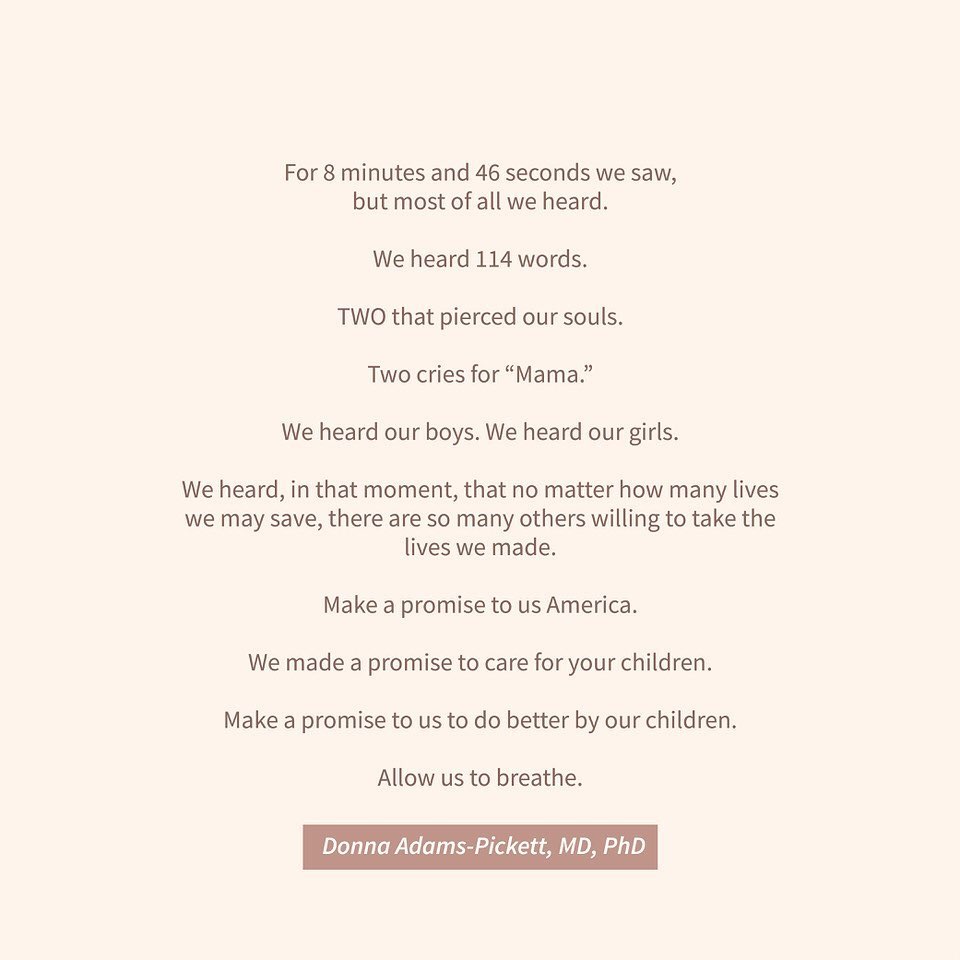 For 8 minutes and 46 seconds we saw,
but most of all we heard.
We heard 114 words.
TWO that pierced our souls.
Two cries for “Mama.”
We heard our boys. We heard our girls.
We heard, in that moment, that no matter how many lives
we may save, there are so many others willing to take the
lives we made.
Make a promise to us America.
We made a promise to care for your children.
Make a promise to us to do better by our children.
Allow us to breathe.
Donna Adams-Pickett, MD, PhD